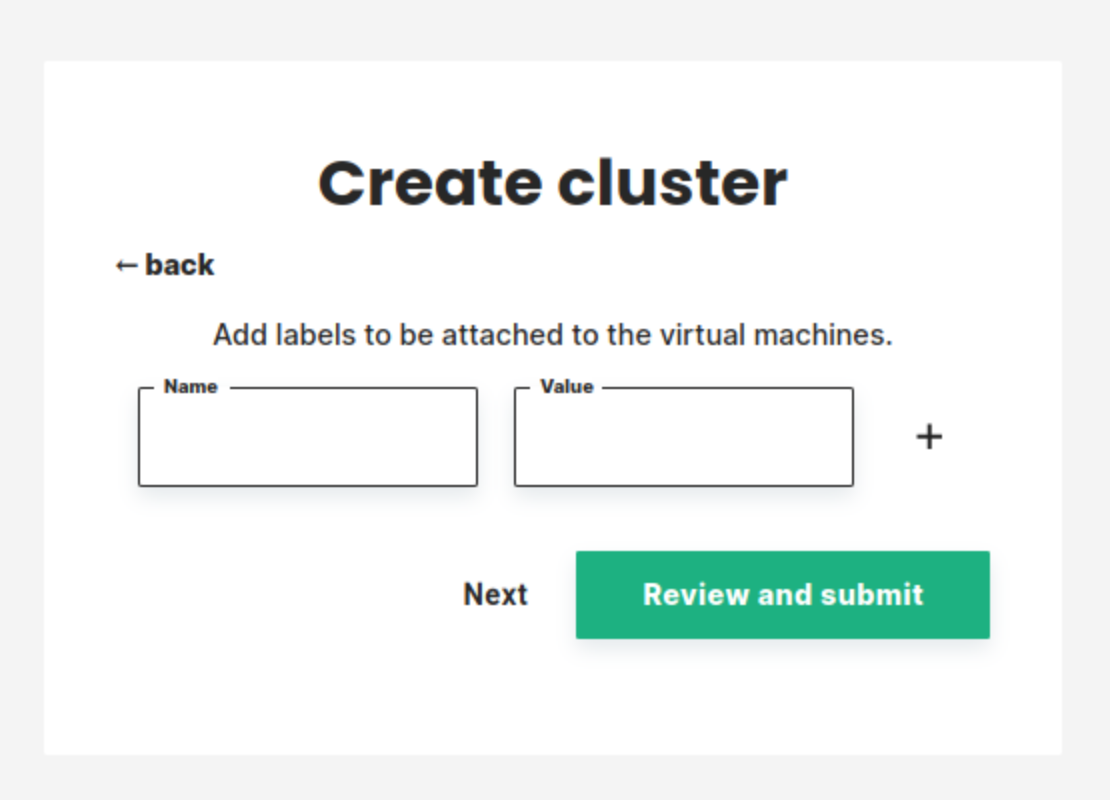 Create cluster
← back
Add labels to be attached to the virtual machines.
Name Value
+
Next Review and submit